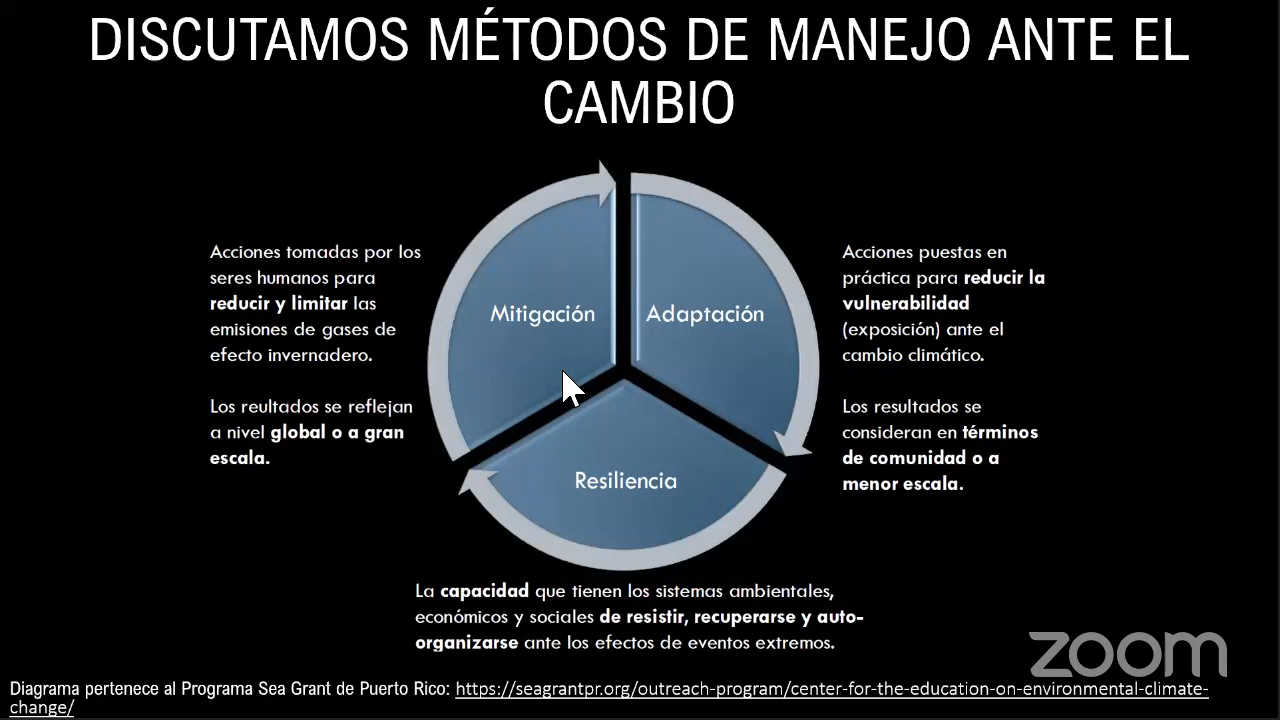 DISCUTAMOS MÉTODOS DE MANEJO ANTE EL
CAMBIO
Acciones tomadas por los
seres humanos para
reducir y limitar las
emisiones de gases de
efecto invernadero.
Los reultados se reflejan
a nivel global o a gran
escala.
Mitigación
Adaptación
Resiliencia
Acciones puestas en
práctica para reducir la
vulnerabilidad
(exposición) ante el
cambio climático.
Los resultados se
consideran en términos
de comunidad o a
menor escala.
La capacidad que tienen los sistemas ambientales,
económicos y sociales de resistir, recuperarse y auto-
organizarse ante los efectos de eventos extremos.
zoom
Diagrama pertenece al Programa Sea Grant de Puerto Rico: https://seagrantpr.org/outreach-program/center-for-the-education-on-environmental-climate-
change/